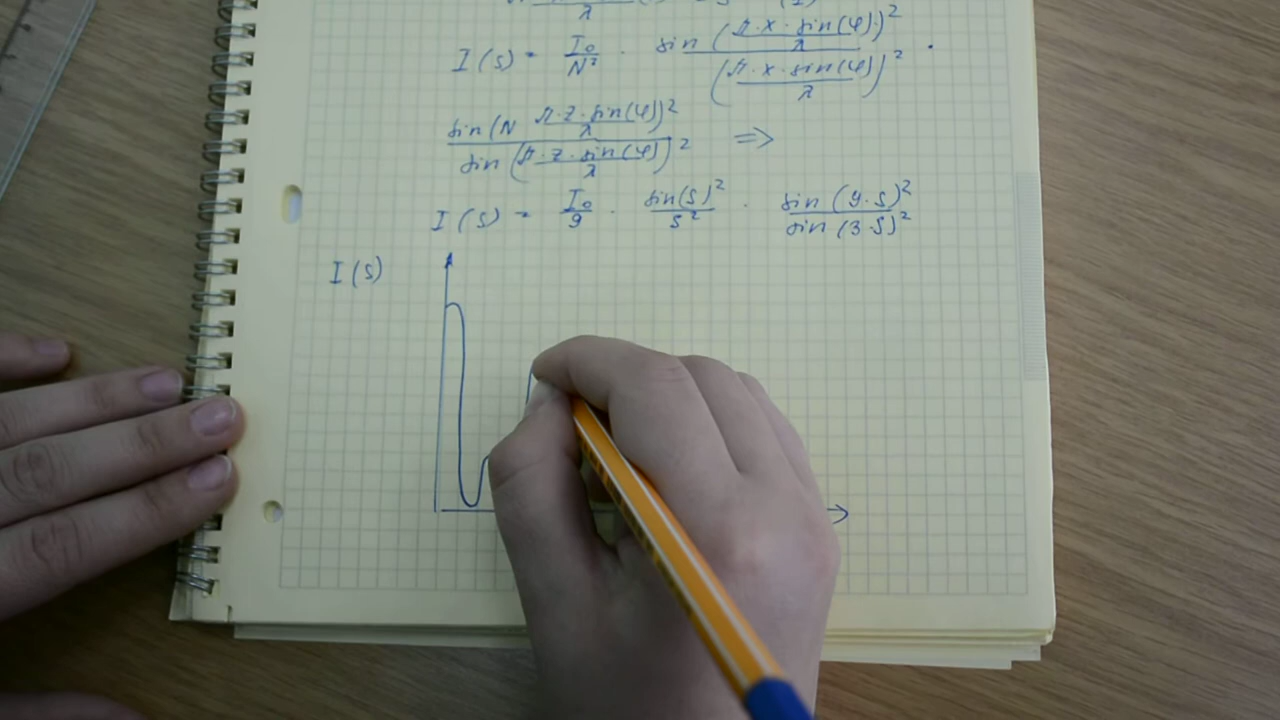 λ
I(s) = I₀/N² · sin(π·x·sin(φ)/λ)²/(π·x·sin(φ)/λ)² ·
sin(N π·z·sin(φ)/λ)²/sin(π·z·sin(φ)/λ)² ⇒
I(s) = I₀/9 · sin(s)²/s² · sin(9·s)²/sin(3·s)²
I(s)